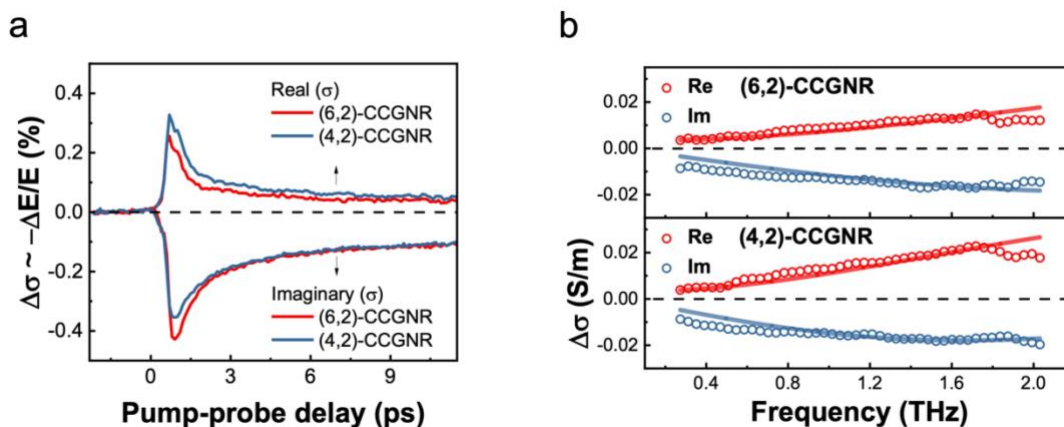 a
Δσ ~ −ΔE/E (%)
0.4
0.2
0.0
-0.2
-0.4
Real (σ)
(6,2)-CCGNR
(4,2)-CCGNR
Imaginary (σ)
(6,2)-CCGNR
(4,2)-CCGNR
0 3 6 9
Pump-probe delay (ps)
b
Δσ (S/m)
0.02
0.00
-0.02
Re (6,2)-CCGNR
Im
0.02
0.00
-0.02
Re (4,2)-CCGNR
Im
0.4 0.8 1.2 1.6 2.0
Frequency (THz)